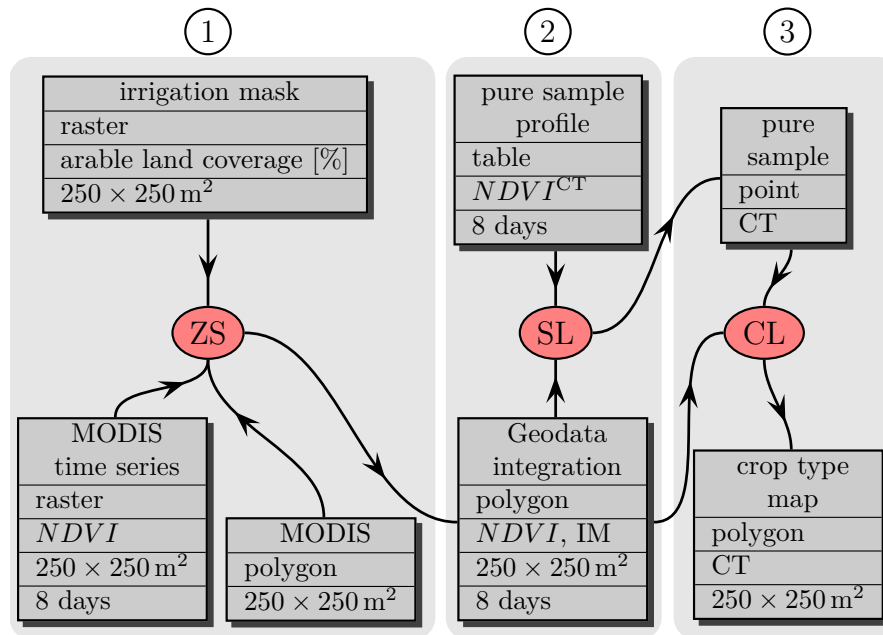 1
irrigation mask
raster
arable land coverage [%]
250 × 250 m²
ZS
MODIS
time series
raster
NDVI
250 × 250 m²
8 days
MODIS
polygon
250 × 250 m²
2
pure sample
profile
table
NDVI^CT
8 days
SL
Geodata
integration
polygon
NDVI, IM
250 × 250 m²
8 days
3
pure
sample
point
CT
CL
crop type
map
polygon
CT
250 × 250 m²